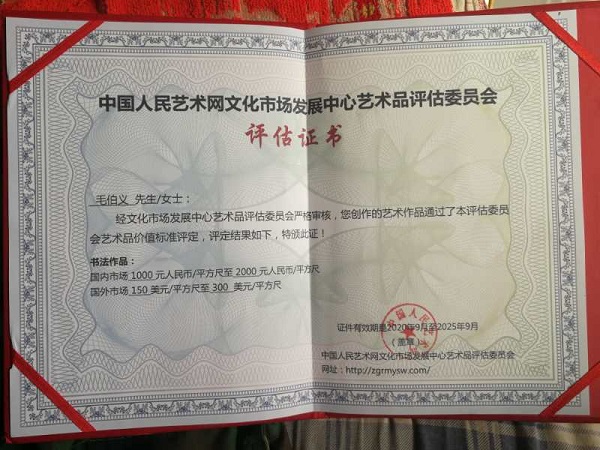 中国人民艺术网文化市场发展中心艺术品评估委员会
评估证书
毛伯义 先生/女士：
经文化市场发展中心艺术品评估委员会严格审核，您创作的艺术作品通过了本评估委员
会艺术品价值标准评定，评定结果如下，特颁此证！
书法作品：
国内市场 1000 元人民币/平方尺至 2000 元人民币/平方尺
国外市场 150 美元/平方尺至 300 美元/平方尺
证件有效期是2020年9月至2025年9月
（盖章）
中国人民艺术网文化市场发展中心艺术品评估委员会
网址：http://zgrmysw.com/